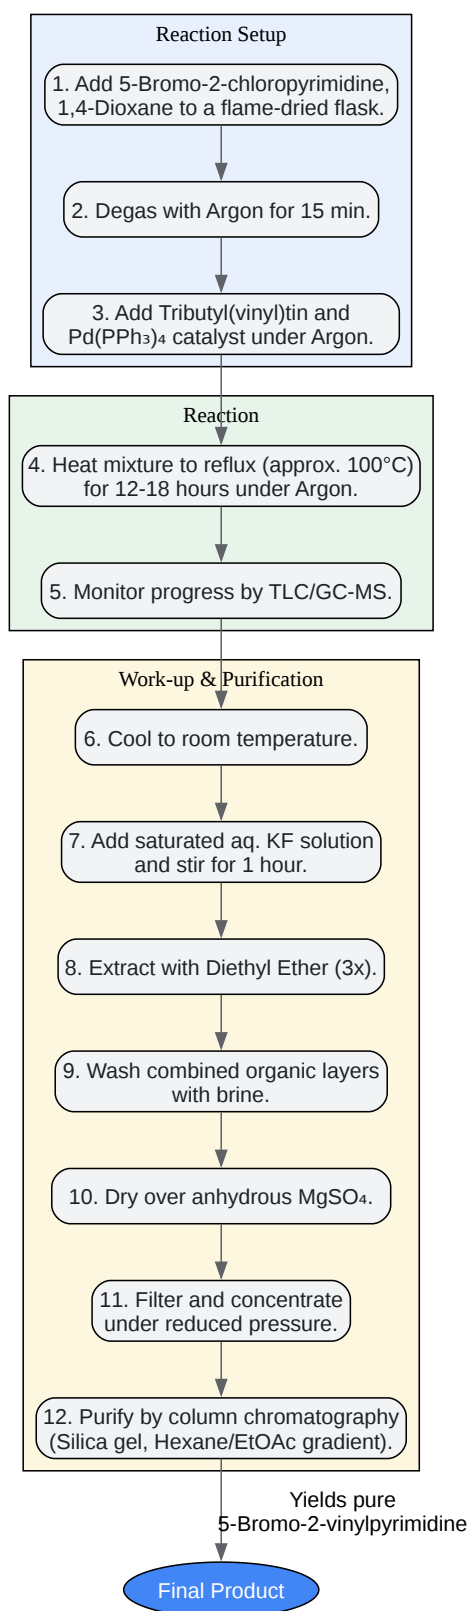 Reaction Setup
1. Add 5-Bromo-2-chloropyrimidine,
1,4-Dioxane to a flame-dried flask.
2. Degas with Argon for 15 min.
3. Add Tributyl(vinyl)tin and
Pd(PPh₃)₄ catalyst under Argon.
Reaction
4. Heat mixture to reflux (approx. 100°C)
for 12-18 hours under Argon.
5. Monitor progress by TLC/GC-MS.
Work-up & Purification
6. Cool to room temperature.
7. Add saturated aq. KF solution
and stir for 1 hour.
8. Extract with Diethyl Ether (3x).
9. Wash combined organic layers
with brine.
10. Dry over anhydrous MgSO₄.
11. Filter and concentrate
under reduced pressure.
12. Purify by column chromatography
(Silica gel, Hexane/EtOAc gradient).
Yields pure
5-Bromo-2-vinylpyrimidine
Final Product